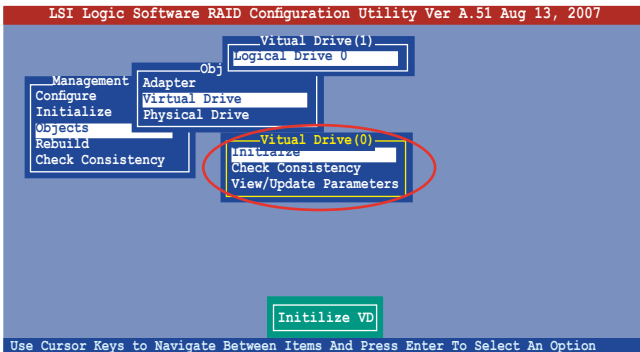 LSI Logic Software RAID Configuration Utility Ver A.51 Aug 13, 2007
Vitual Drive(1)
Logical Drive 0
Obj
Adapter
Virtual Drive
Physical Drive
Management
Configure
Initialize
Objects
Rebuild
Check Consistency
Vitual Drive(0)
Initialze
Check Consistency
View/Update Parameters
Initilize VD
Use Cursor Keys to Navigate Between Items And Press Enter To Select An Option